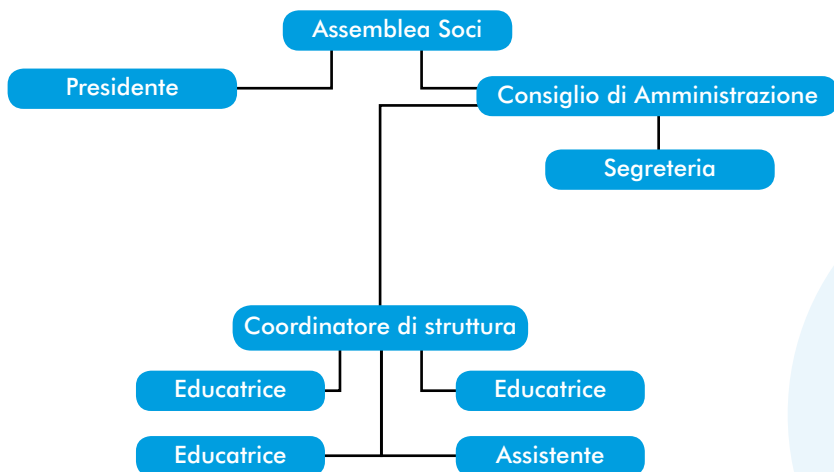 Assemblea Soci
Presidente
Consiglio di Amministrazione
Segreteria
Coordinatore di struttura
Educatrice
Educatrice
Educatrice
Assistente